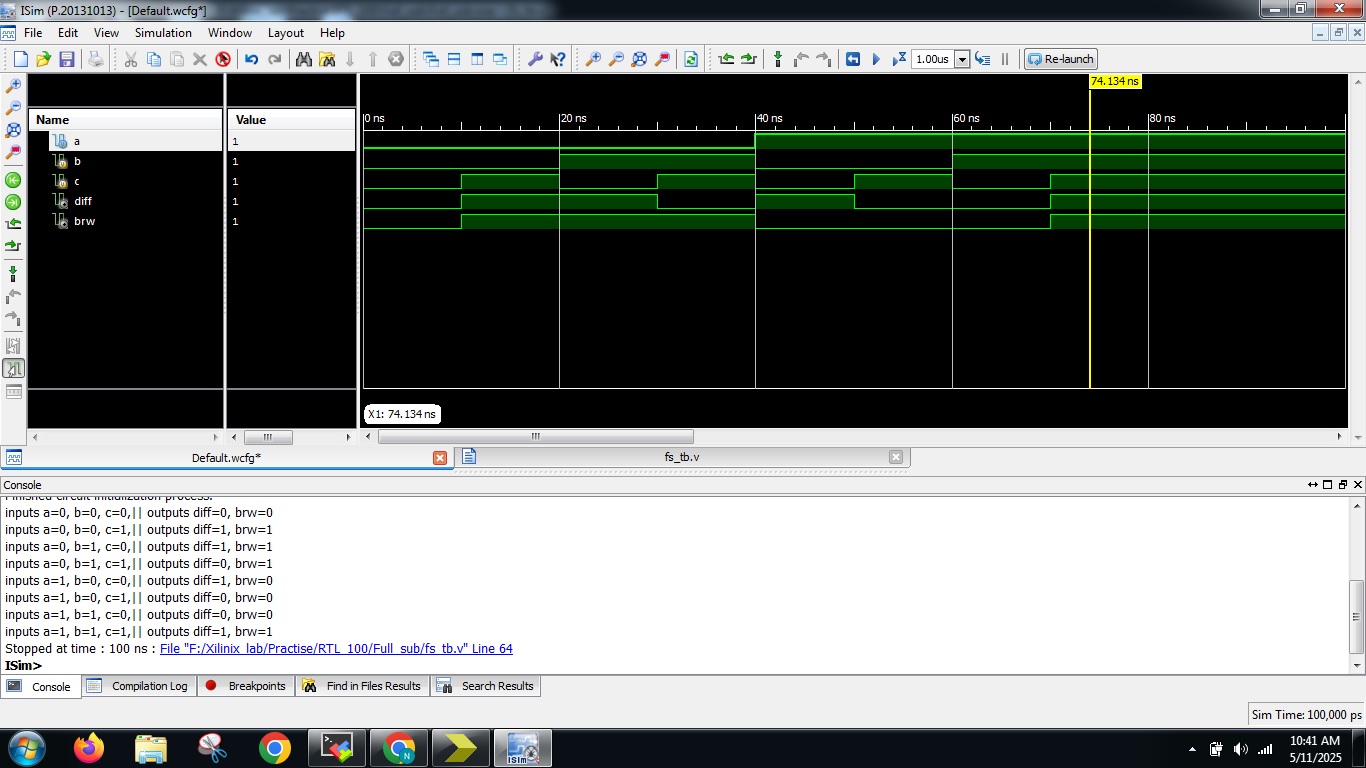 ISim (P.20131013) - [Default.wcfg*]
File Edit View Simulation Window Layout Help
1.00us Re-launch
74.134 ns
Name Value
0 ns 20 ns 40 ns 60 ns 80 ns
a 1
b 1
c 1
diff 1
brw 1
X1: 74.134 ns
Default.wcfg* fs_tb.v
Console
Finished circuit initialization process.
inputs a=0, b=0, c=0,|| outputs diff=0, brw=0
inputs a=0, b=0, c=1,|| outputs diff=1, brw=1
inputs a=0, b=1, c=0,|| outputs diff=1, brw=1
inputs a=0, b=1, c=1,|| outputs diff=0, brw=1
inputs a=1, b=0, c=0,|| outputs diff=1, brw=0
inputs a=1, b=0, c=1,|| outputs diff=0, brw=0
inputs a=1, b=1, c=0,|| outputs diff=0, brw=0
inputs a=1, b=1, c=1,|| outputs diff=1, brw=1
Stopped at time : 100 ns : File "F:/Xilinix_lab/Practise/RTL_100/Full_sub/fs_tb.v" Line 64
ISim>
Console Compilation Log Breakpoints Find in Files Results Search Results
Sim Time: 100,000 ps
N ISim 10:41 AM
5/11/2025